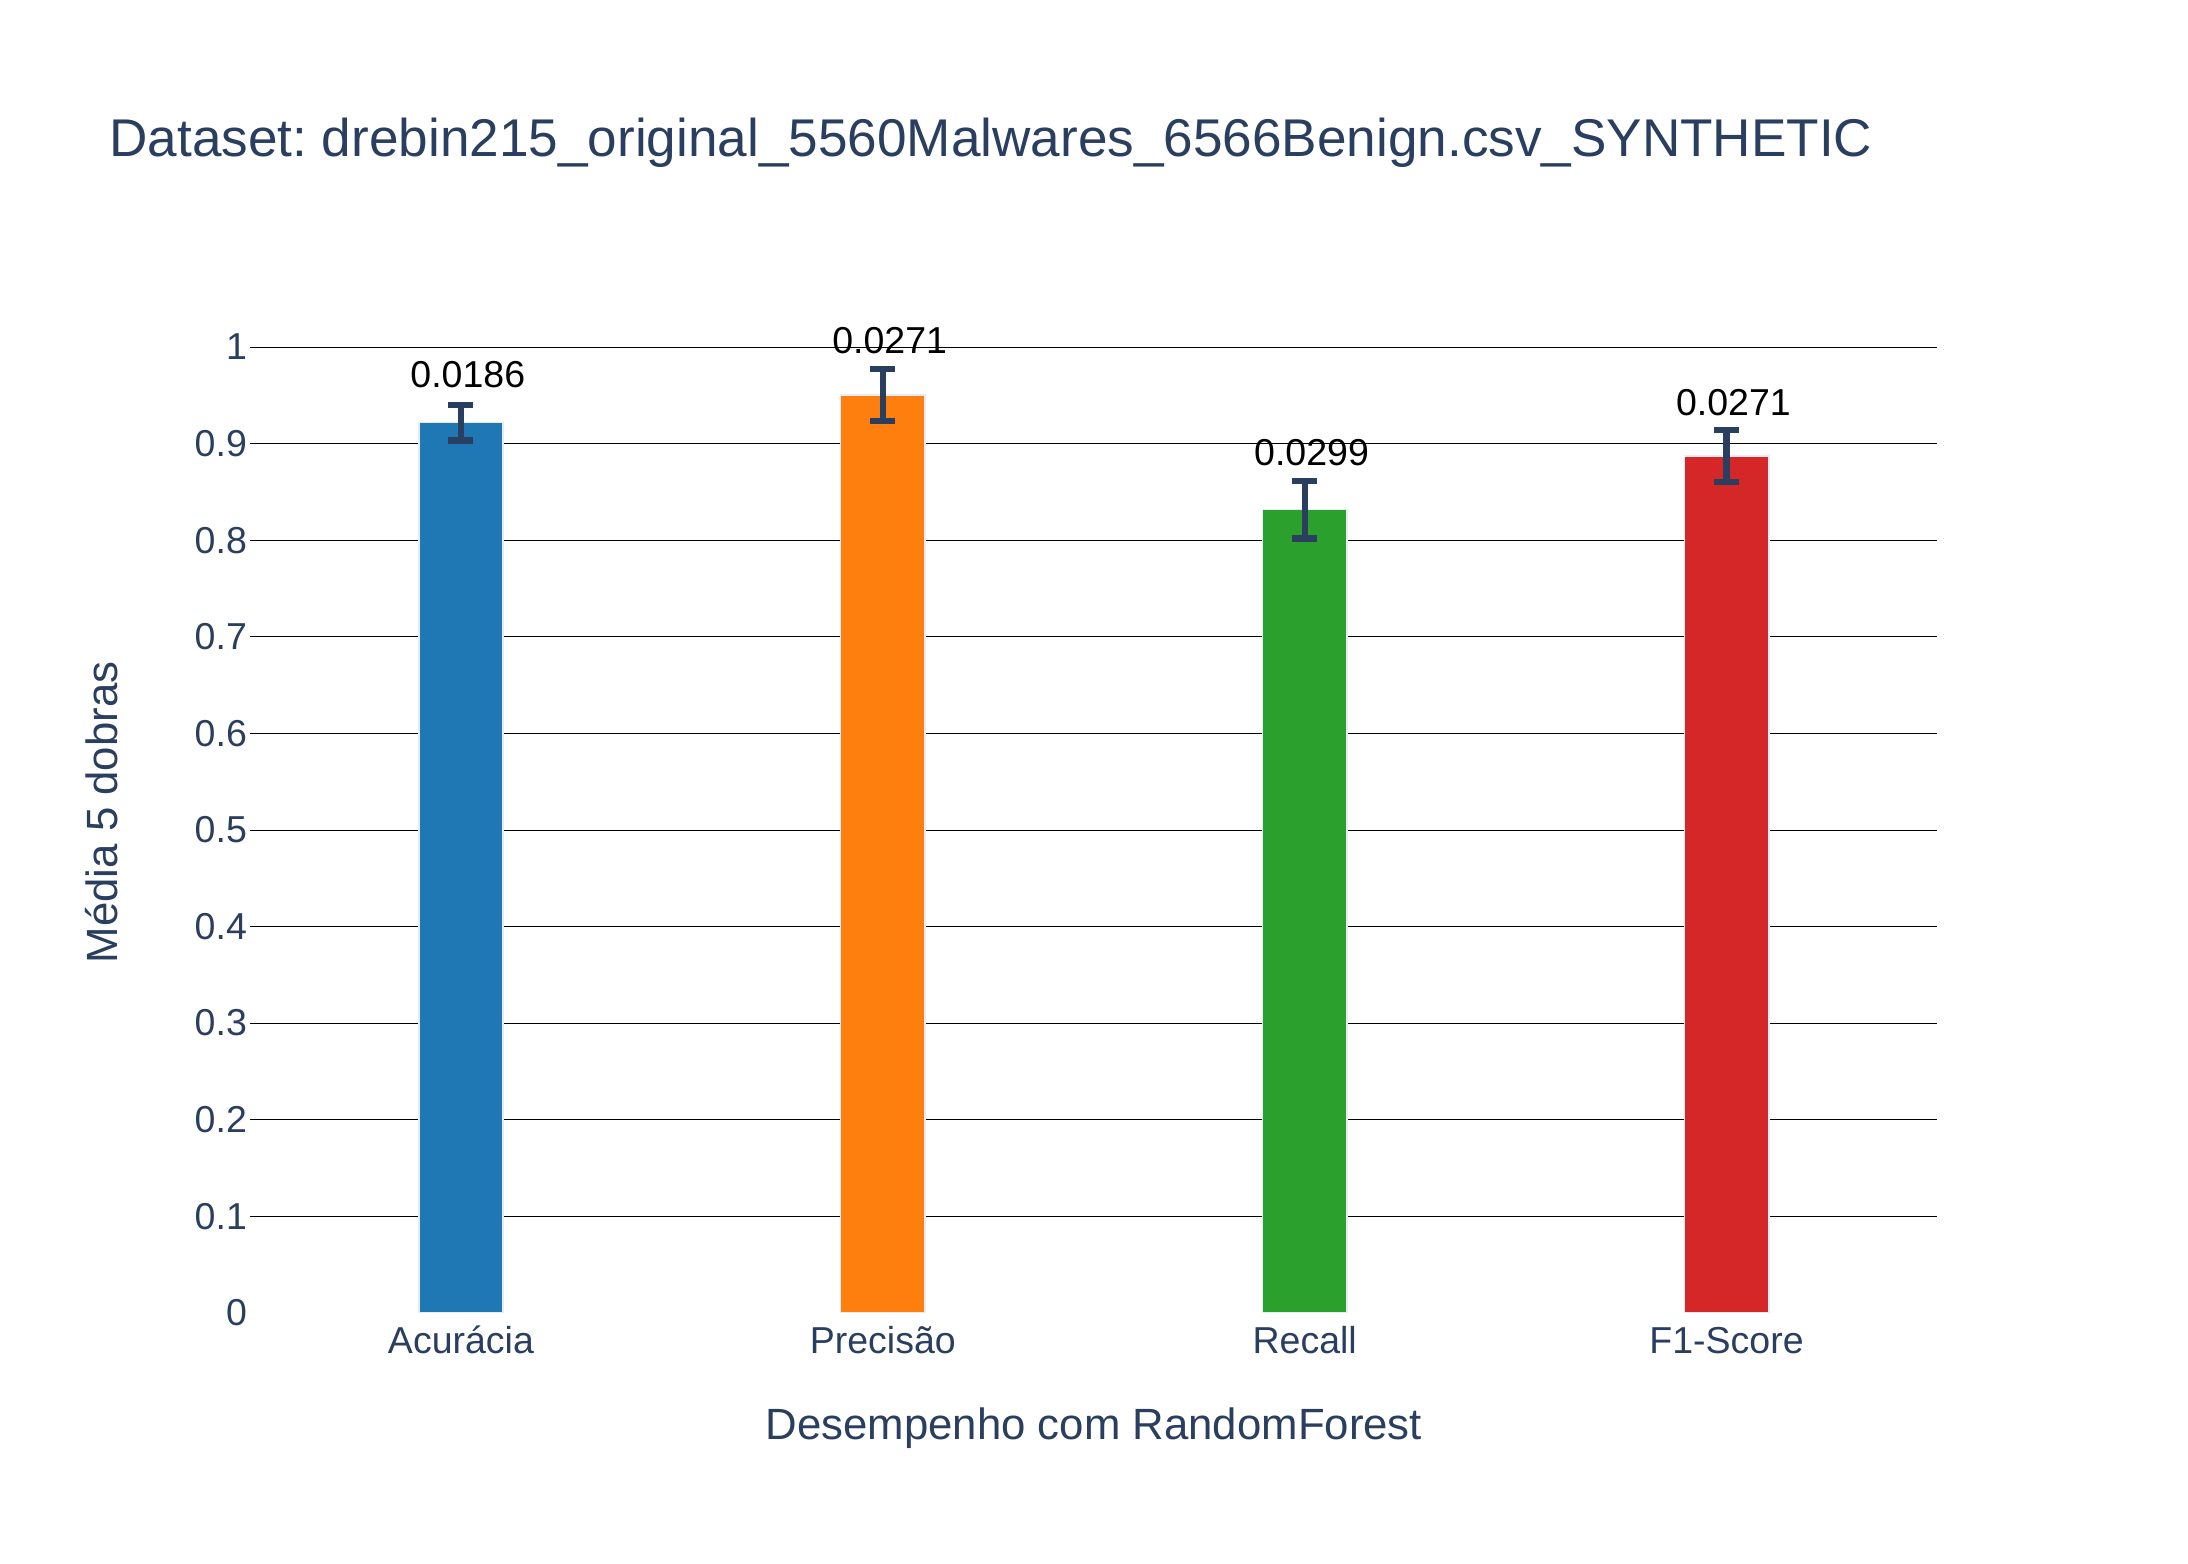 Dataset: drebin215_original_5560Malwares_6566Benign.csv_SYNTHETIC
Média 5 dobras
1
0.9
0.8
0.7
0.6
0.5
0.4
0.3
0.2
0.1
0
0.0186
0.0271
0.0299
0.0271
Acurácia
Precisão
Recall
F1-Score
Desempenho com RandomForest